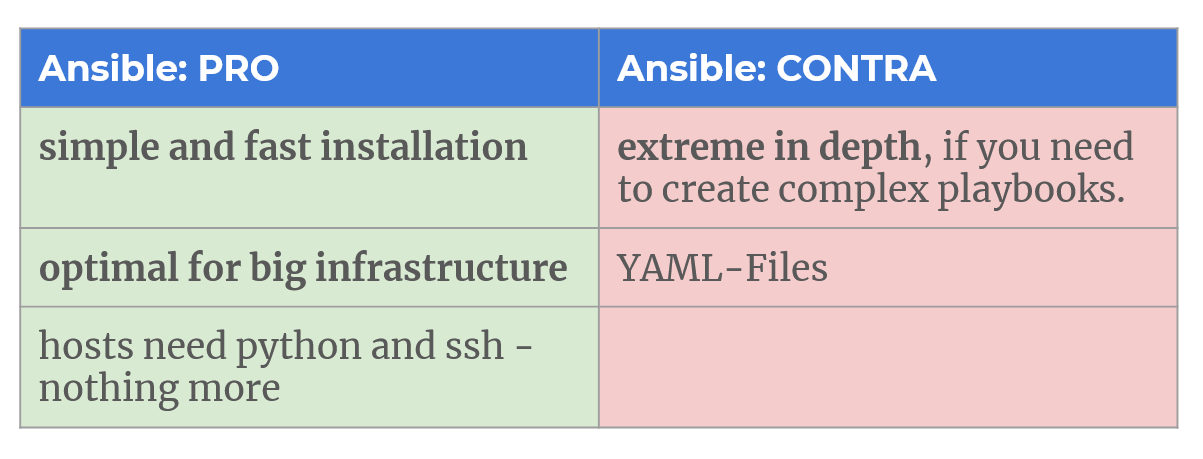 Ansible: PRO
Ansible: CONTRA
simple and fast installation
extreme in depth, if you need
to create complex playbooks.
optimal for big infrastructure
YAML-Files
hosts need python and ssh -
nothing more